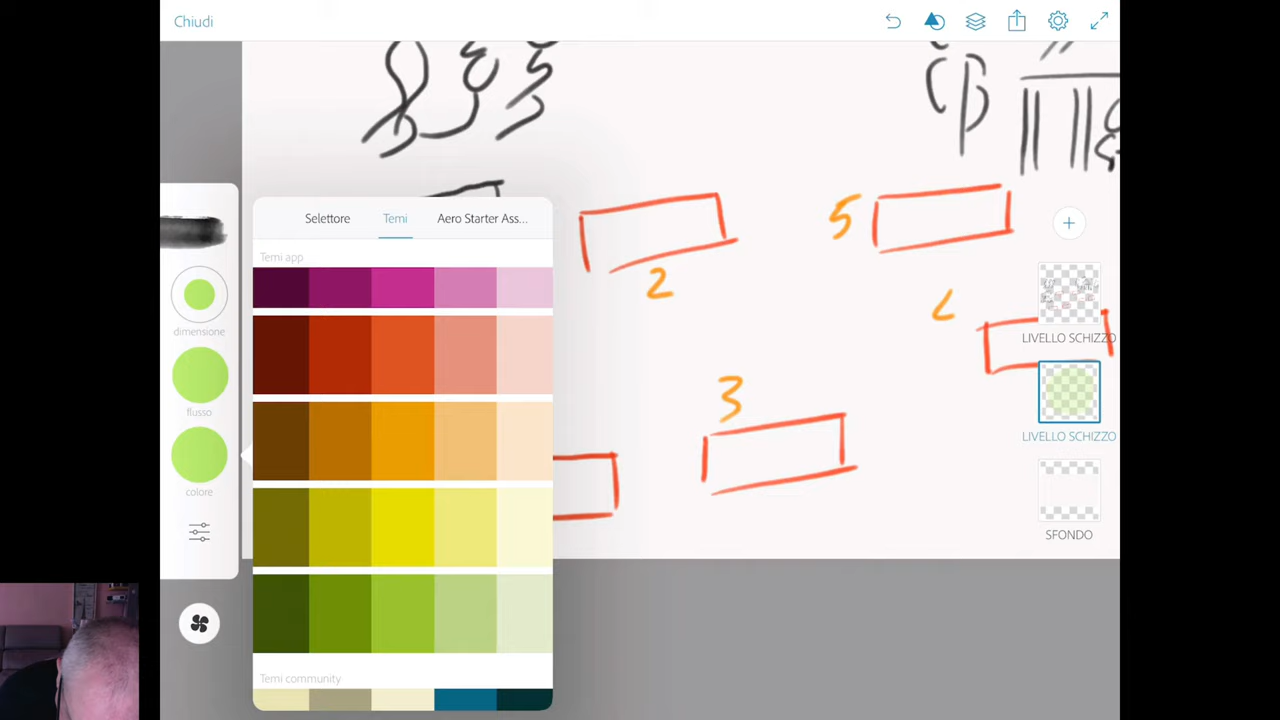 Chiudi
Selettore Temi Aero Starter Ass...
Temi app
dimensione
flusso
colore
Temi community
2
3
5
LIVELLO SCHIZZO
LIVELLO SCHIZZO
SFONDO